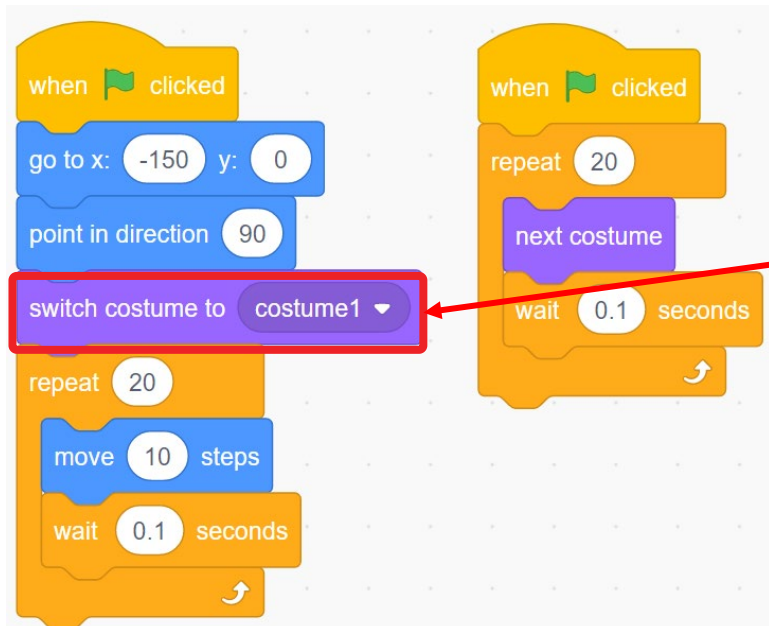 when clicked
go to x: -150 y: 0
point in direction 90
switch costume to costume1
repeat 20
move 10 steps
wait 0.1 seconds
when clicked
repeat 20
next costume
wait 0.1 seconds